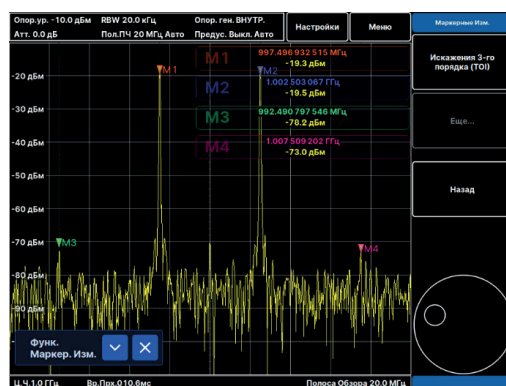 Опор.ур. -10.0 дБм RBW 20.0 кГц Опор. ген. ВНУТР.
Атт. 0.0 дБ Пол.ПЧ 20 МГц Авто Предус. Выкл. Авто
Настройки
Меню
Маркерные Изм.
M1 997.496 932 515 МГц
-19.3 дБм
M2 1.002 503 067 ГГц
-19.5 дБм
M3 992.490 797 546 МГц
-76.2 дБм
M4 1.007 509 202 ГГц
-73.0 дБм
Искажения 3-го
порядка (TOI)
Еще...
Назад
-20 дБм
-30 дБм
-40 дБм
-50 дБм
-60 дБм
-70 дБм
-80 дБм
-90 дБм
M1
M2
M3
M4
Функ.
Маркер. Изм.
Ц.Ч.1.0 ГГц Вр.Прх.010.6мс Полоса Обзора 20.0 МГц